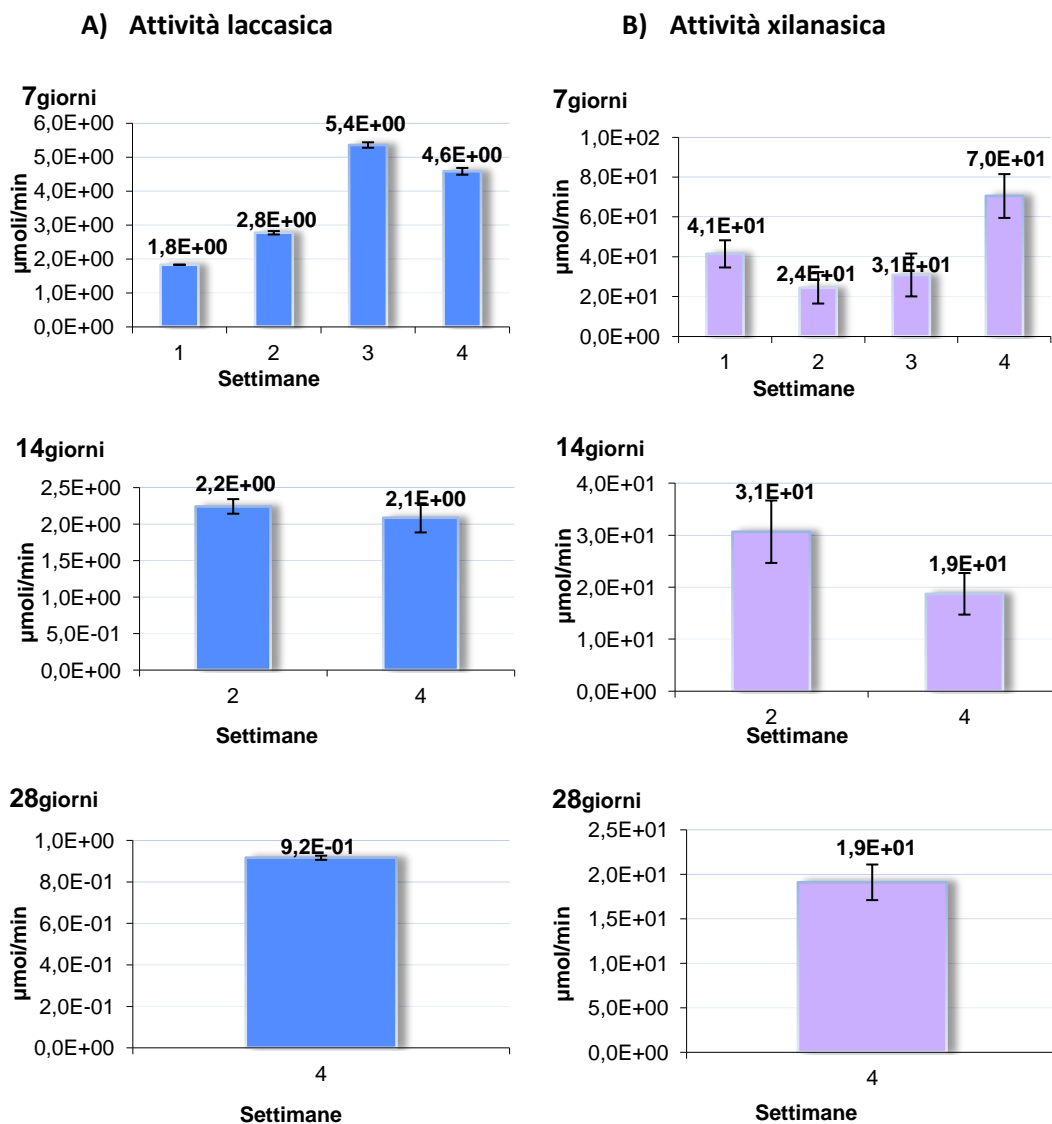 A) Attività laccasica
7giorni
6,0E+00
5,0E+00
4,0E+00
3,0E+00
2,0E+00
1,0E+00
0,0E+00
µmoli/min
1,8E+00
2,8E+00
5,4E+00
4,6E+00
1 2 3 4
Settimane
B) Attività xilanasica
7giorni
1,0E+02
8,0E+01
6,0E+01
4,0E+01
2,0E+01
0,0E+00
µmol/min
4,1E+01
2,4E+01
3,1E+01
7,0E+01
1 2 3 4
Settimane
14giorni
2,5E+00
2,0E+00
1,5E+00
1,0E+00
5,0E-01
0,0E+00
µmoli/min
2,2E+00
2,1E+00
2 4
Settimane
14giorni
4,0E+01
3,0E+01
2,0E+01
1,0E+01
0,0E+00
µmol/min
3,1E+01
1,9E+01
2 4
Settimane
28giorni
1,0E+00
8,0E-01
6,0E-01
4,0E-01
2,0E-01
0,0E+00
µmoi/min
9,2E-01
4
Settimane
28giorni
2,5E+01
2,0E+01
1,5E+01
1,0E+01
5,0E+00
0,0E+00
µmol/min
1,9E+01
4
Settimane